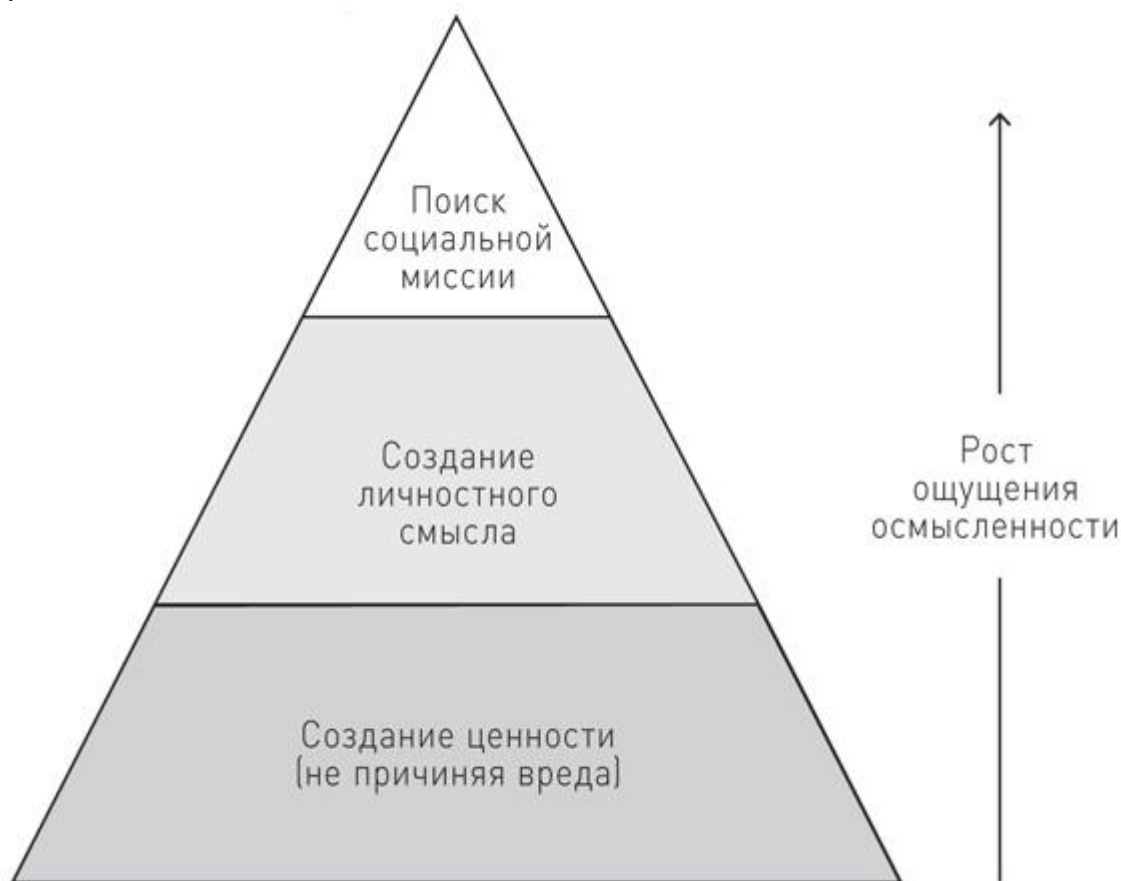 Поиск
социальной
миссии
Создание
личностного
смысла
Рост
ощущения
осмысленности
Создание ценности
(не причиняя вреда)